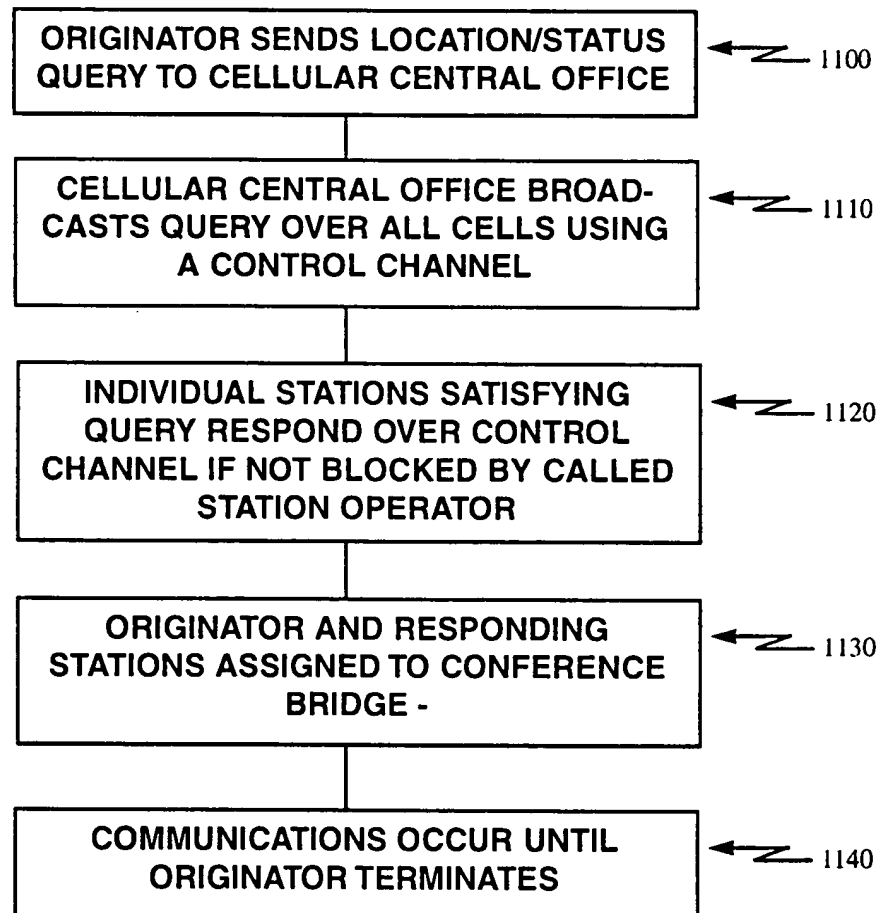 ORIGINATOR SENDS LOCATION/STATUS
QUERY TO CELLULAR CENTRAL OFFICE
1100
CELLULAR CENTRAL OFFICE BROAD-
CASTS QUERY OVER ALL CELLS USING
A CONTROL CHANNEL
1110
INDIVIDUAL STATIONS SATISFYING
QUERY RESPOND OVER CONTROL
CHANNEL IF NOT BLOCKED BY CALLED
STATION OPERATOR
1120
ORIGINATOR AND RESPONDING
STATIONS ASSIGNED TO CONFERENCE
BRIDGE -
1130
COMMUNICATIONS OCCUR UNTIL
ORIGINATOR TERMINATES
1140